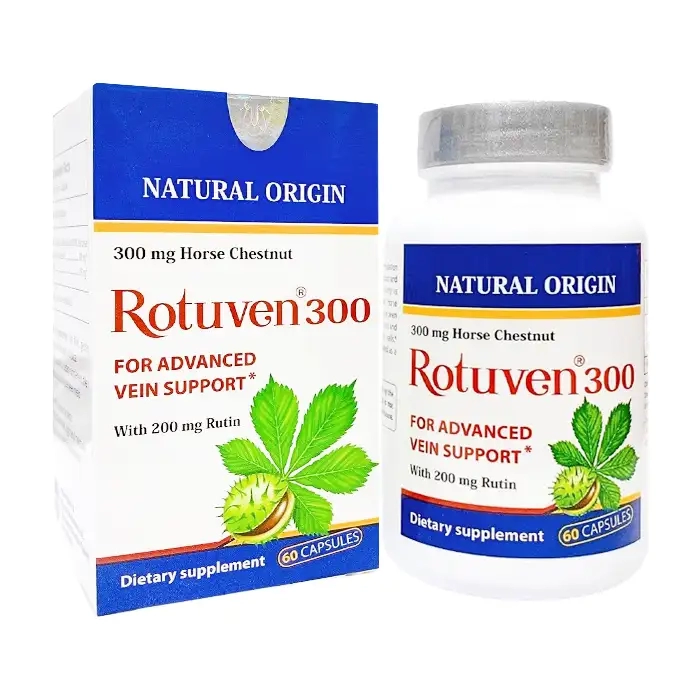 NATURAL ORIGIN
300 mg Horse Chestnut
Rotuven® 300
FOR ADVANCED
VEIN SUPPORT*
With 200 mg Rutin
Dietary supplement
60 CAPSULES
NATURAL ORIGIN
300 mg Horse Chestnut
Rotuven® 300
FOR ADVANCED
VEIN SUPPORT*
With 200 mg Rutin
Dietary supplement
60 CAPSULES